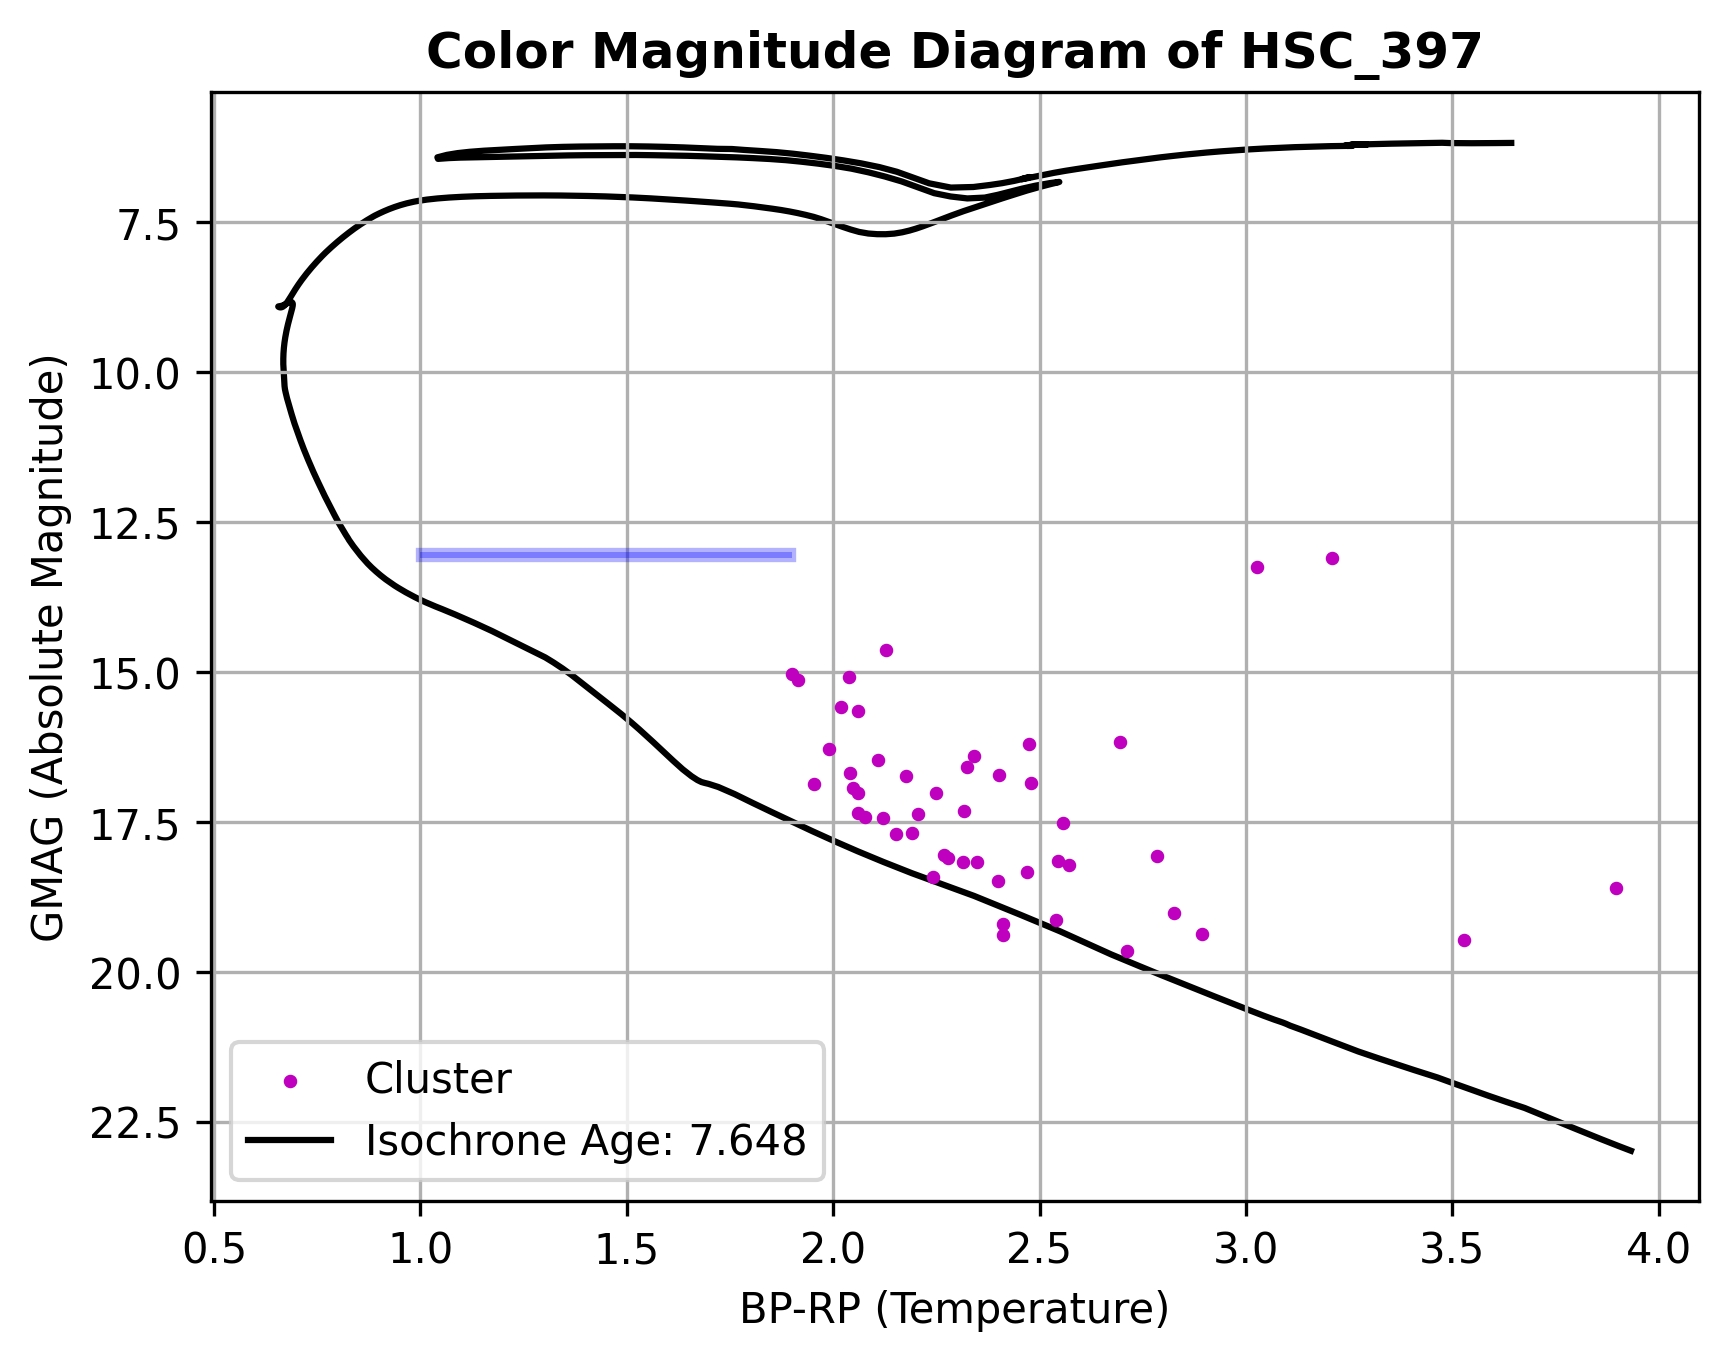 Color Magnitude Diagram of HSC_397
GMAG (Absolute Magnitude)
7.5
10.0
12.5
15.0
17.5
20.0
22.5
Cluster
Isochrone Age: 7.648
0.5 1.0 1.5 2.0 2.5 3.0 3.5 4.0
BP-RP (Temperature)